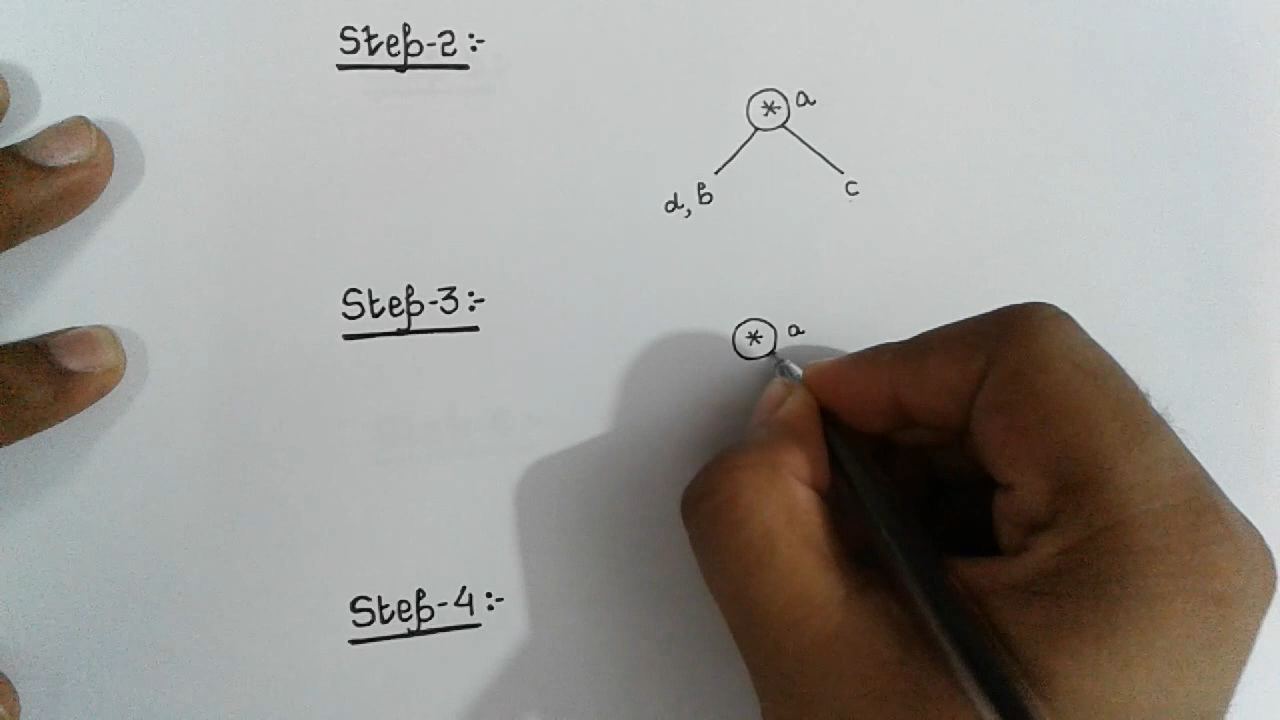 Step-2:-
* a
d, b c
Step-3:-
* a
Step-4:-